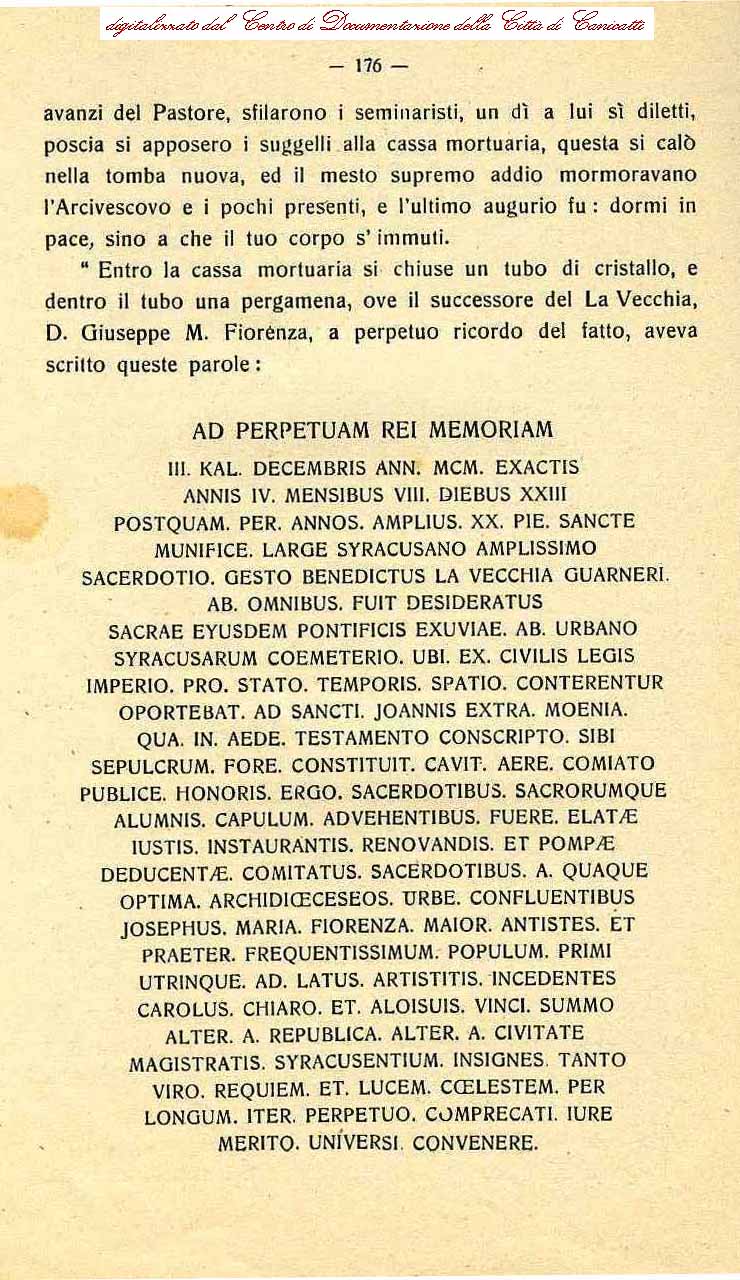 digitalizzato dal Centro di Documentazione della Città di Canicattì
— 176 —
avanzi del Pastore, sfilarono i seminaristi, un dì a lui sì diletti,
poscia si apposero i suggelli alla cassa mortuaria, questa si calò
nella tomba nuova, ed il mesto supremo addio mormoravano
l'Arcivescovo e i pochi presenti, e l'ultimo augurio fu : dormi in
pace, sino a che il tuo corpo s' immuti.
“ Entro la cassa mortuaria si chiuse un tubo di cristallo, e
dentro il tubo una pergamena, ove il successore del La Vecchia,
D. Giuseppe M. Fiorenza, a perpetuo ricordo del fatto, aveva
scritto queste parole :
AD PERPETUAM REI MEMORIAM
III. KAL. DECEMBRIS ANN. MCM. EXACTIS
ANNIS IV. MENSIBUS VIII. DIEBUS XXIII
POSTQUAM. PER. ANNOS. AMPLIUS. XX. PIE. SANCTE
MUNIFICE. LARGE SYRACUSANO AMPLISSIMO
SACERDOTIO. GESTO BENEDICTUS LA VECCHIA GUARNERI.
AB. OMNIBUS. FUIT DESIDERATUS
SACRAE EYUSDEM PONTIFICIS EXUVIAE. AB. URBANO
SYRACUSARUM COEMETERIO. UBI. EX. CIVILIS LEGIS
IMPERIO. PRO. STATO. TEMPORIS. SPATIO. CONTERENTUR
OPORTEBAT. AD SANCTI. JOANNIS EXTRA. MOENIA.
QUA. IN. AEDE. TESTAMENTO CONSCRIPTO. SIBI
SEPULCRUM. FORE. CONSTITUIT. CAVIT. AERE. COMIATO
PUBLICE. HONORIS. ERGO. SACERDOTIBUS. SACRORUMQUE
ALUMNIS. CAPULUM. ADVEHENTIBUS. FUERE. ELATÆ
IUSTIS. INSTAURANTIS. RENOVANDIS. ET POMPÆ
DEDUCENTÆ. COMITATUS. SACERDOTIBUS. A. QUAQUE
OPTIMA. ARCHIDIŒCESEOS. URBE. CONFLUENTIBUS
JOSEPHUS. MARIA. FIORENZA. MAIOR. ANTISTES. ET
PRAETER. FREQUENTISSIMUM. POPULUM. PRIMI
UTRINQUE. AD. LATUS. ARTISTITIS. INCEDENTES
CAROLUS. CHIARO. ET. ALOISUIS. VINCI. SUMMO
ALTER. A. REPUBLICA. ALTER. A. CIVITATE
MAGISTRATIS. SYRACUSENTIUM. INSIGNES. TANTO
VIRO. REQUIEM. ET. LUCEM. CŒLESTEM. PER
LONGUM. ITER. PERPETUO. COMPRECATI. IURE
MERITO. UNIVERSI. CONVENERE.